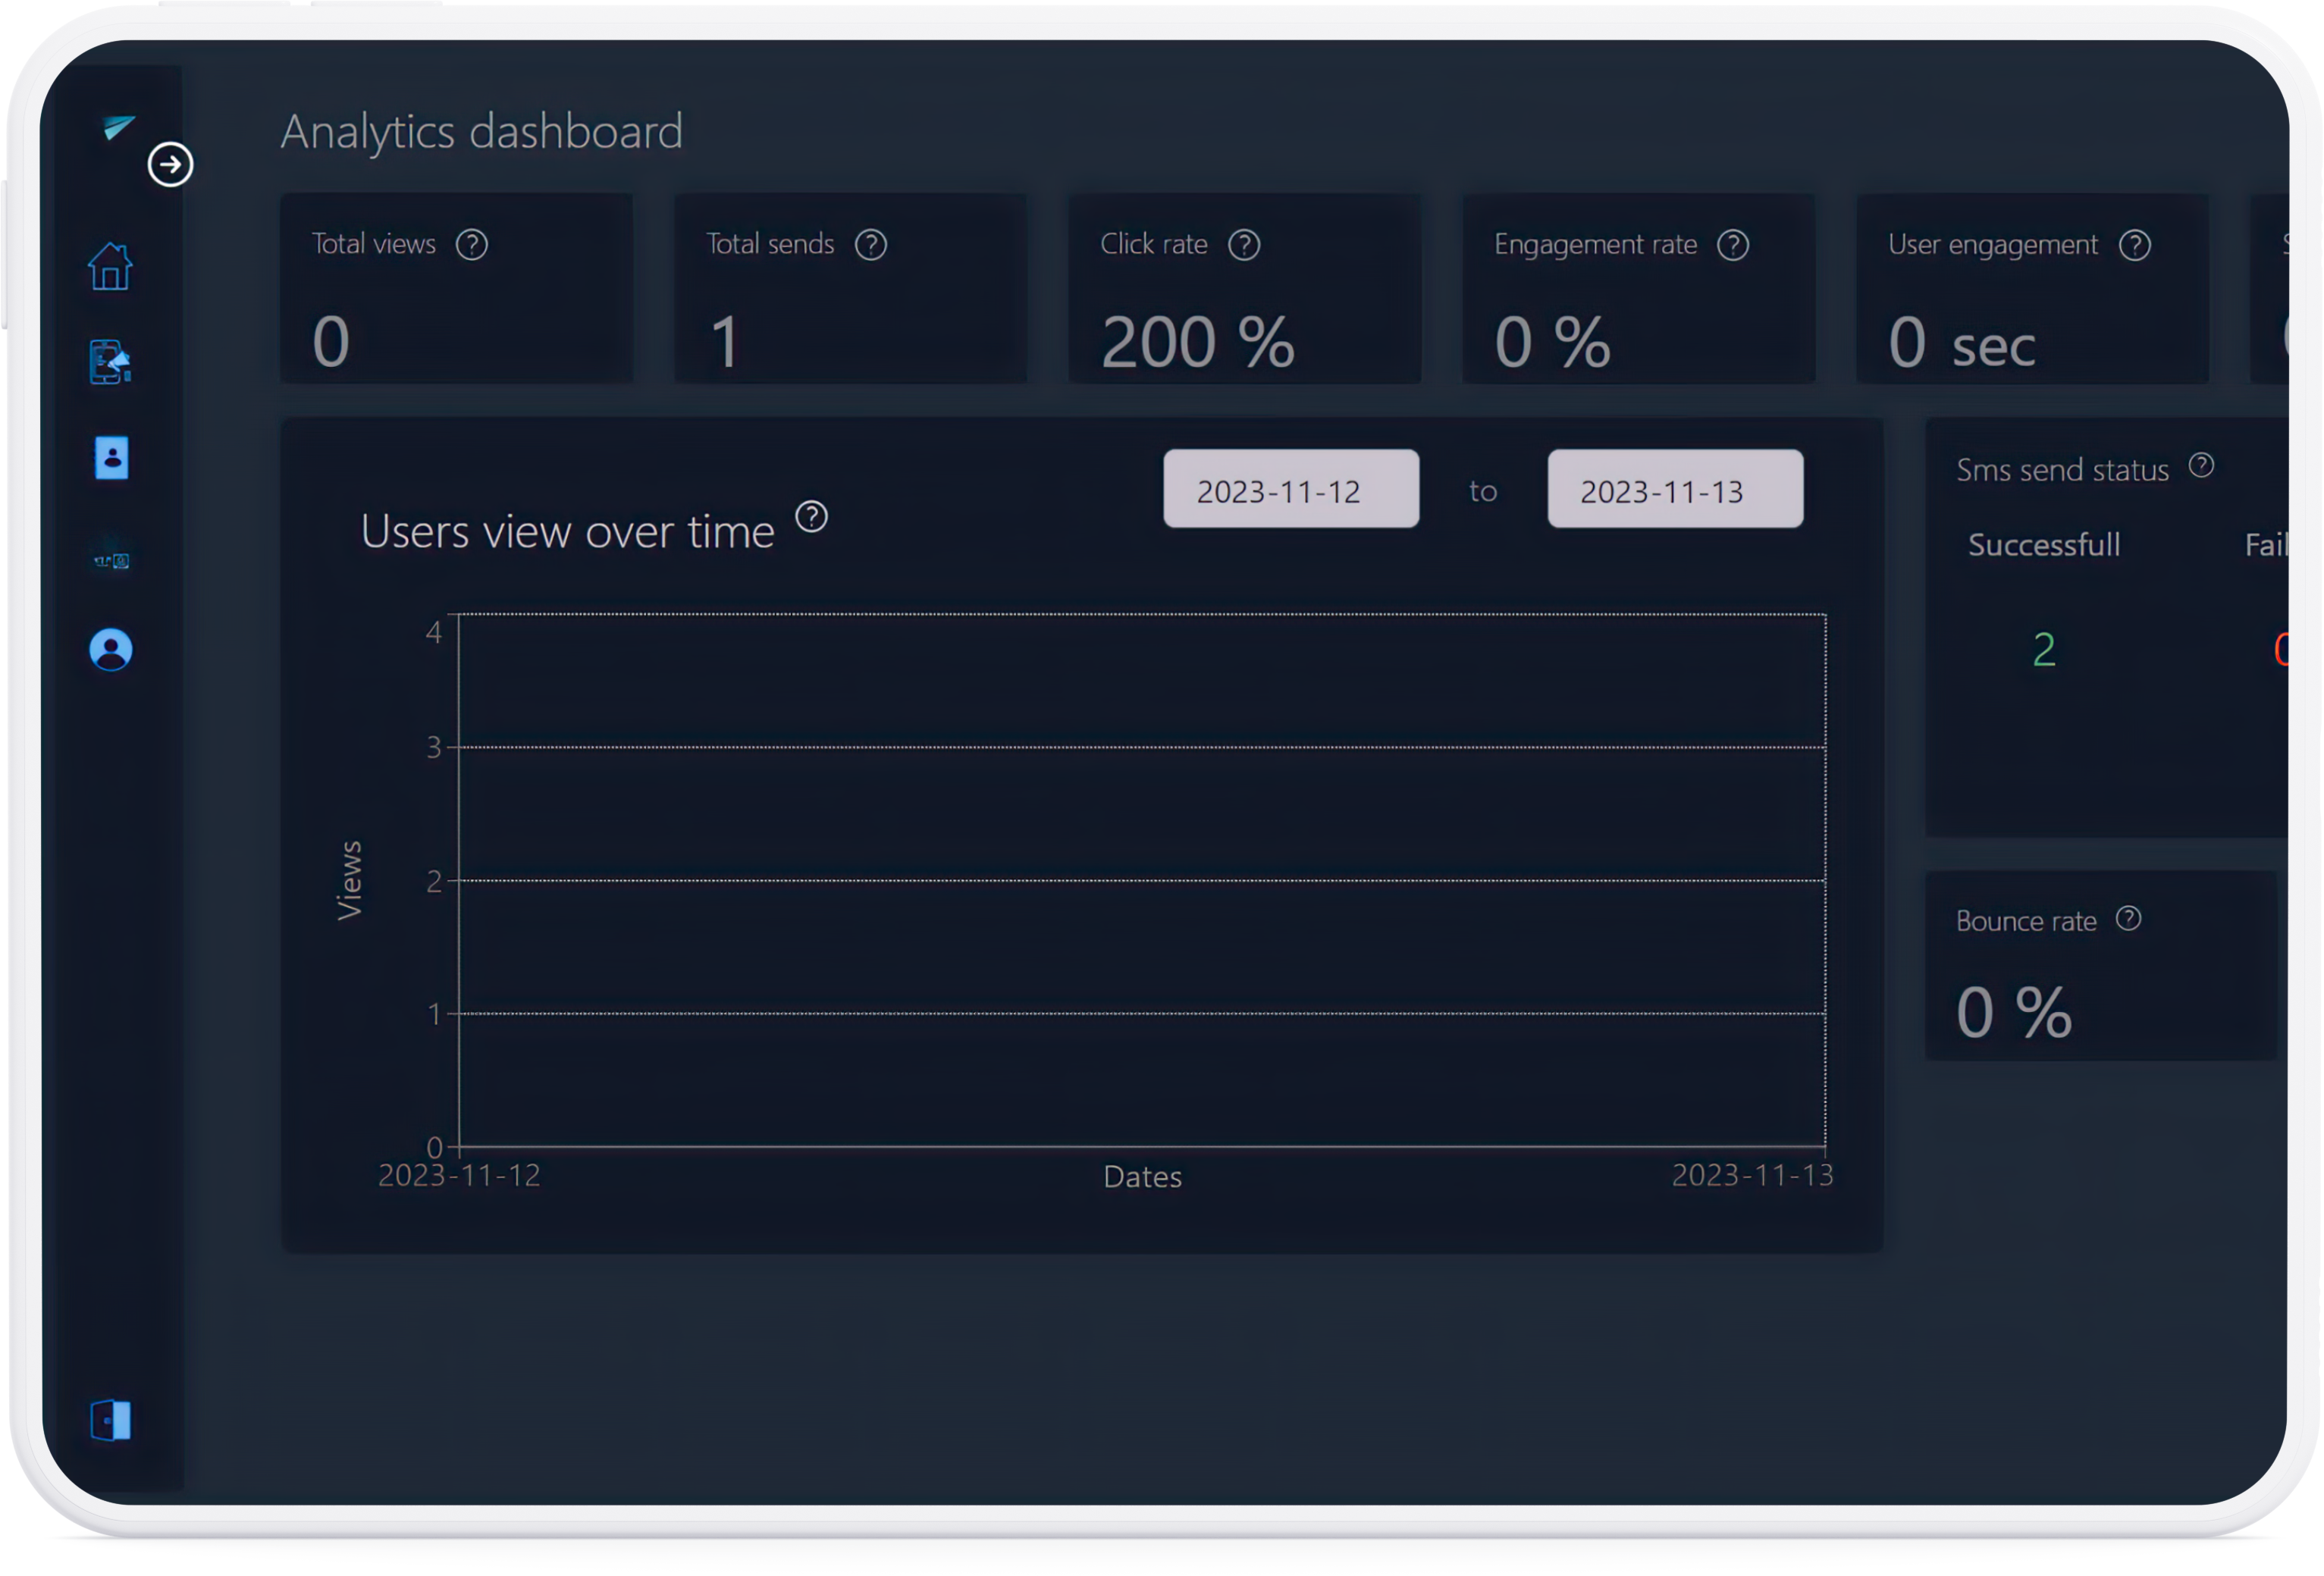 Analytics dashboard
Total views
Total sends
Click rate
Engagement rate
User engagement
0
1
200 %
0 %
0 sec
Users view over time
2023-11-12 to 2023-11-13
Sms send status
Successfull
2
4
3
2
1
0
Views
2023-11-12
Dates
2023-11-13
Bounce rate
0 %